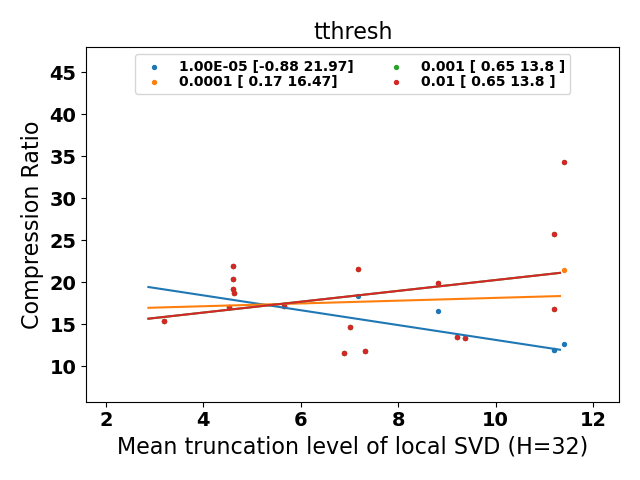 tthresh
1.00E-05 [-0.88 21.97]
0.0001 [ 0.17 16.47]
0.001 [ 0.65 13.8 ]
0.01 [ 0.65 13.8 ]
Compression Ratio
45
40
35
30
25
20
15
10
2 4 6 8 10 12
Mean truncation level of local SVD (H=32)